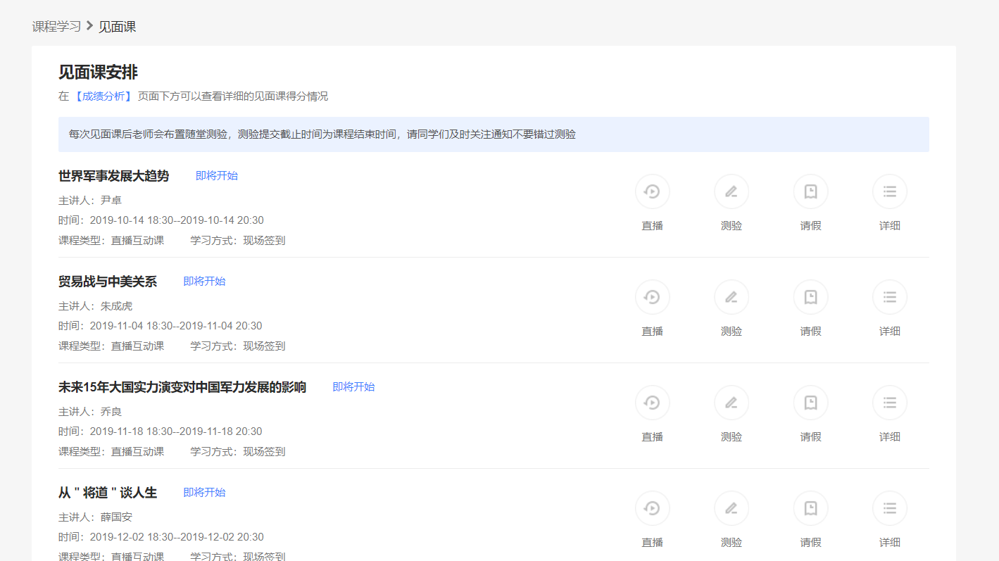 课程学习 > 见面课
见面课安排
在【成绩分析】页面下方可以查看详细的见面课得分情况
每次见面课后老师会布置随堂测验，测验提交截止时间为课程结束时间，请同学们及时关注通知不要错过测验
世界军事发展大趋势 即将开始
主讲人：尹卓
时间：2019-10-14 18:30--2019-10-14 20:30
课程类型：直播互动课 学习方式：现场签到
直播 测验 请假 详细
贸易战与中美关系 即将开始
主讲人：朱成虎
时间：2019-11-04 18:30--2019-11-04 20:30
课程类型：直播互动课 学习方式：现场签到
直播 测验 请假 详细
未来15年大国实力演变对中国军力发展的影响 即将开始
主讲人：乔良
时间：2019-11-18 18:30--2019-11-18 20:30
课程类型：直播互动课 学习方式：现场签到
直播 测验 请假 详细
从 " 将道 " 谈人生 即将开始
主讲人：薛国安
时间：2019-12-02 18:30--2019-12-02 20:30
课程类型：直播互动课 学习方式：现场签到
直播 测验 请假 详细